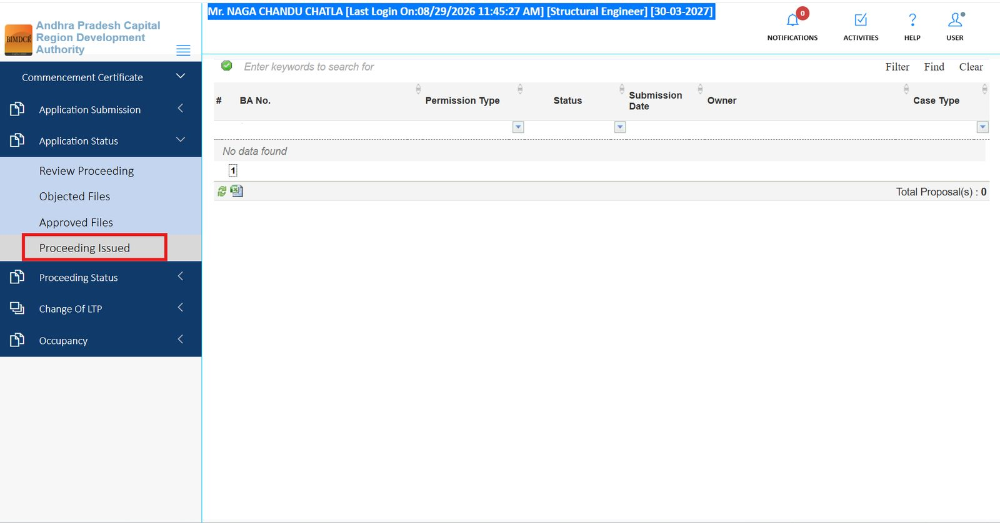 Mr. NAGA CHANDU CHATLA [Last Login On:08/29/2026 11:45:27 AM] [Structural Engineer] [30-03-2027]
BIMDCR
Andhra Pradesh Capital
Region Development
Authority
0
NOTIFICATIONS
ACTIVITIES
?
HELP
USER
Commencement Certificate
Application Submission
Application Status
Review Proceeding
Objected Files
Approved Files
Proceeding Issued
Proceeding Status
Change Of LTP
Occupancy
Enter keywords to search for
Filter Find Clear
# BA No. Permission Type Status Submission Date Owner Case Type
No data found
1
Total Proposal(s) : 0